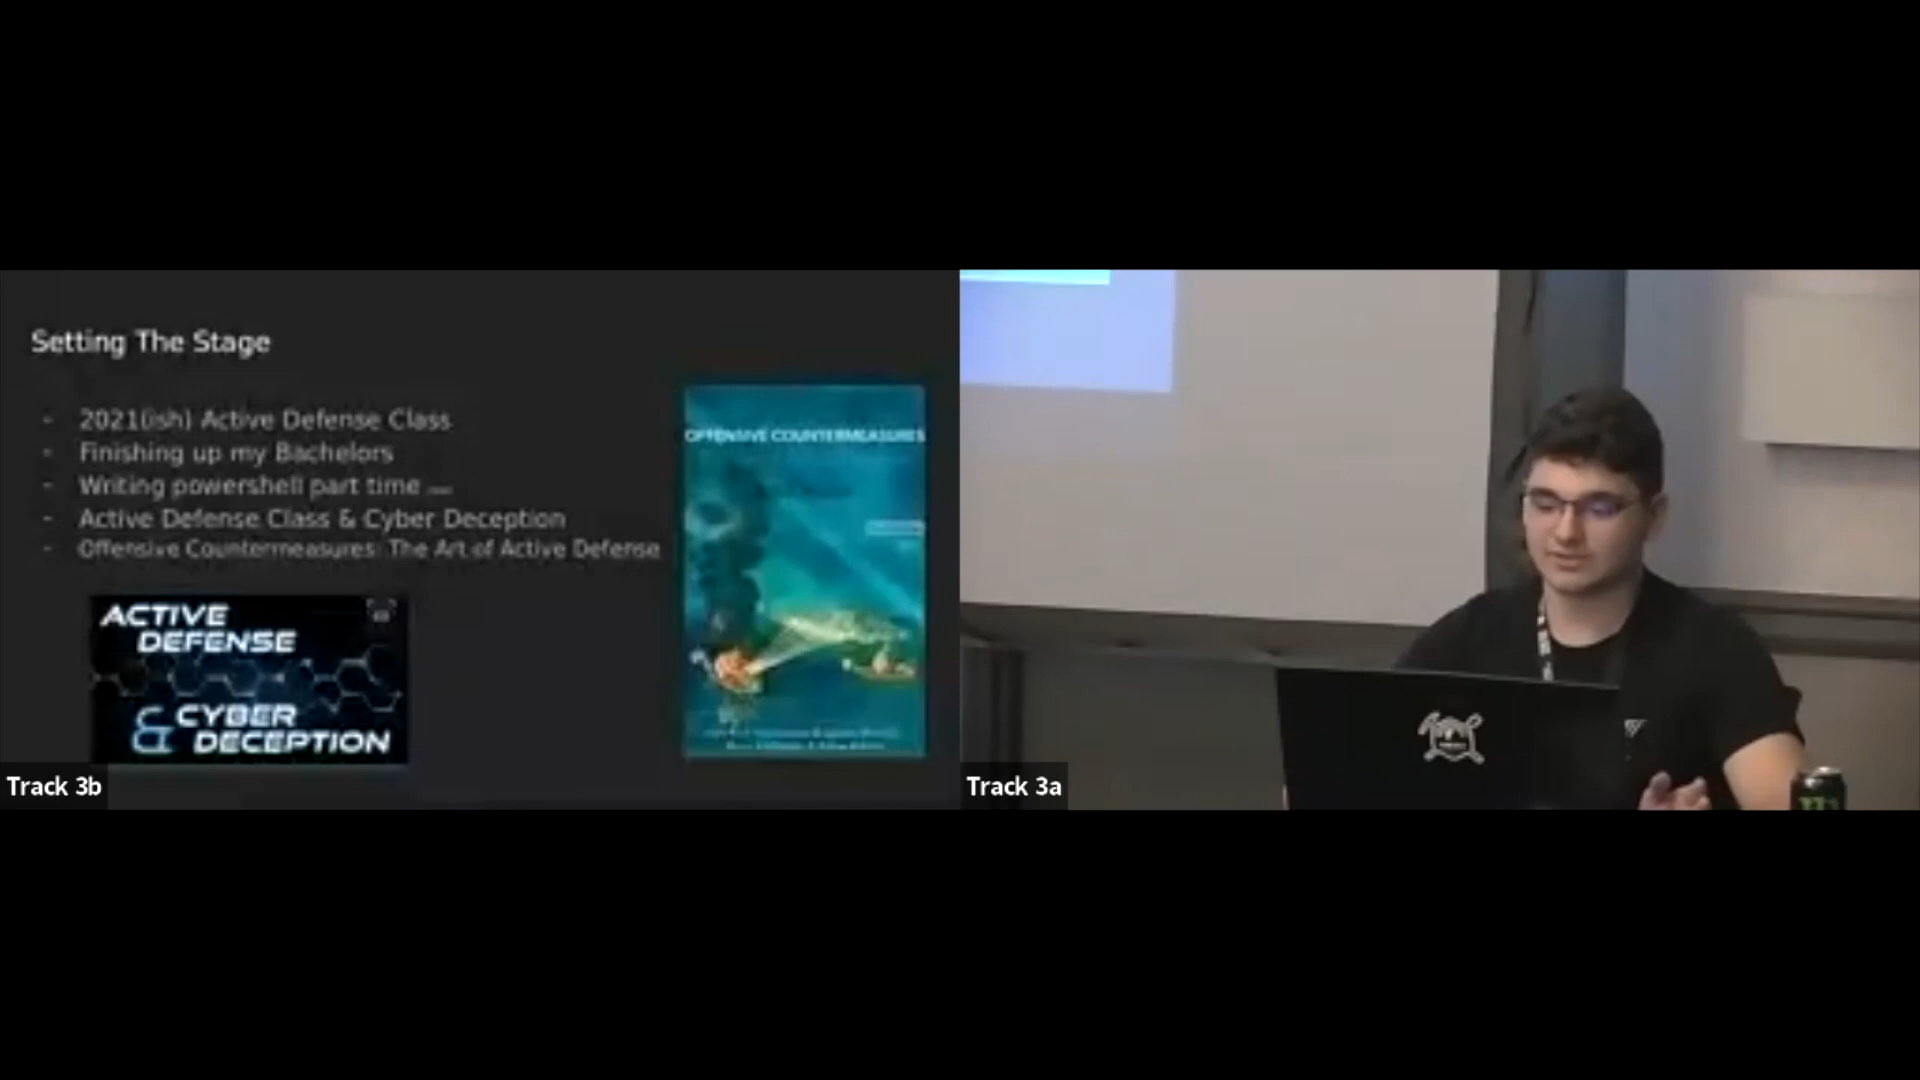 Setting The Stage
- 2021(ish) Active Defense Class
- Finishing up my Bachelors
- Writing powershell part time
- Active Defense Class & Cyber Deception
- Offensive Countermeasures: The Art of Active Defense
OFFENSIVE COUNTERMEASURES
ACTIVE
DEFENSE
& CYBER
DECEPTION
Track 3b
Track 3a